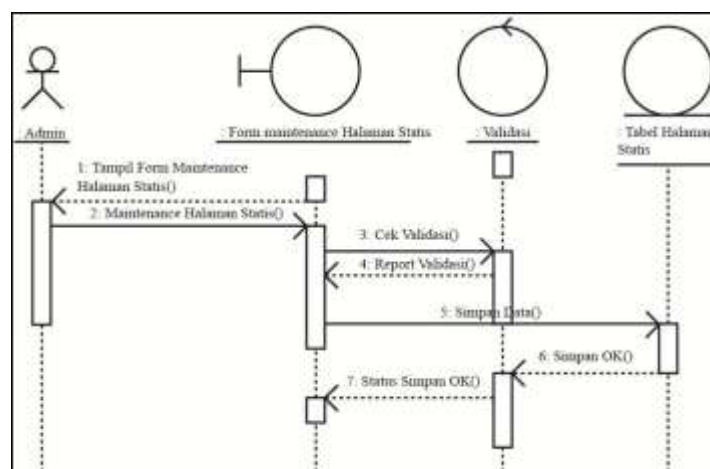 : Admin
: Form maintenance Halaman Statis
: Validasi
: Tabel Halaman
Statis
1: Tampil Form Maintenance
Halaman Statis()
2: Maintenance Halaman Statis()
3: Cek Validasi()
4: Report Validasi()
5: Simpan Data()
6: Simpan OK()
7: Status Simpan OK()